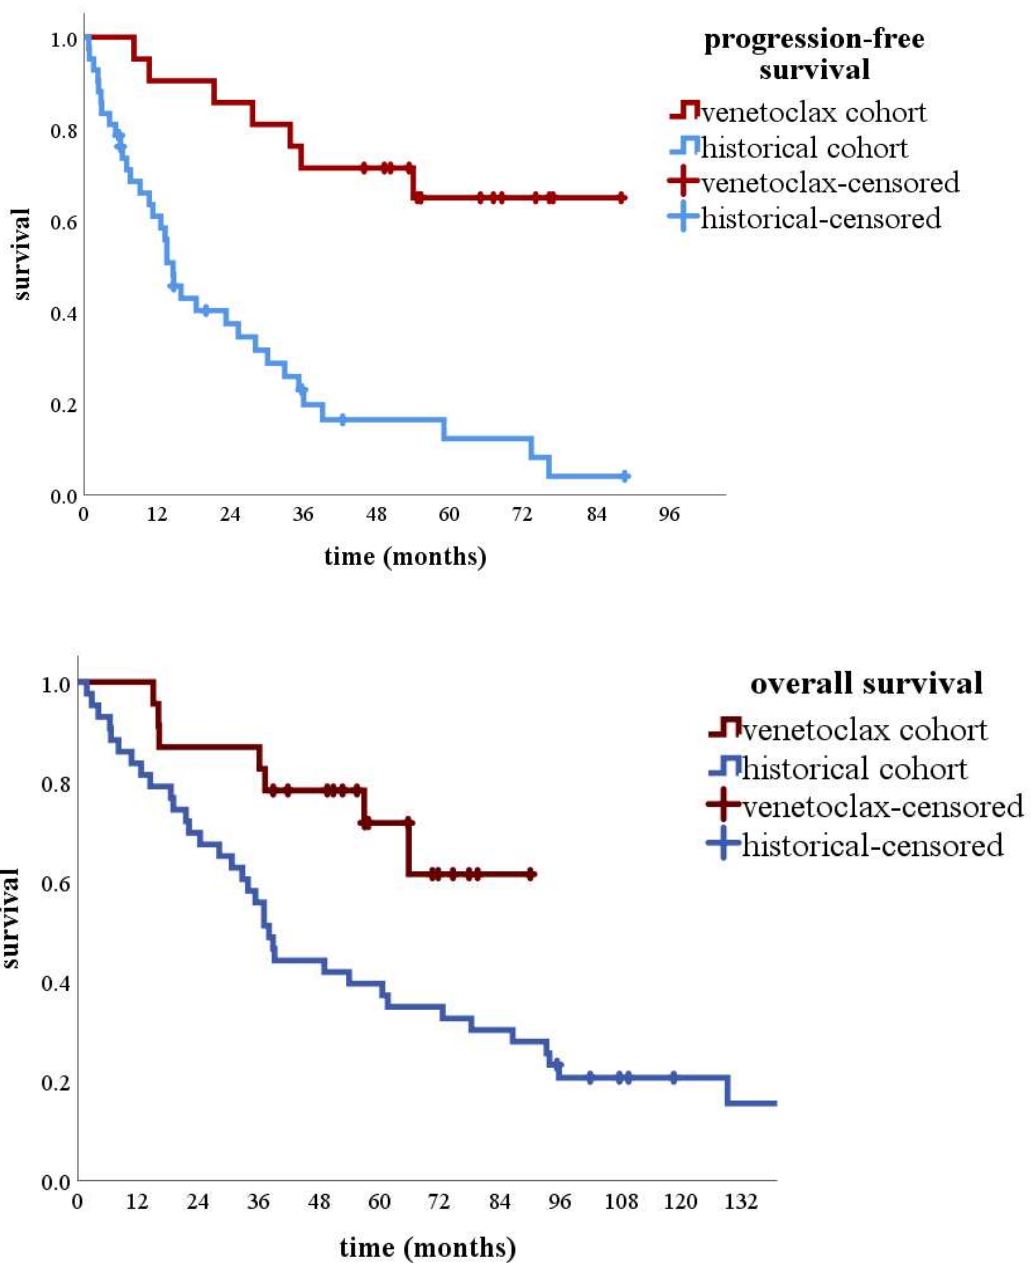 progression-free
survival
venetoclax cohort
historical cohort
venetoclax-censored
historical-censored
1.0
0.8
0.6
0.4
0.2
0.0
survival
0 12 24 36 48 60 72 84 96
time (months)
overall survival
venetoclax cohort
historical cohort
venetoclax-censored
historical-censored
1.0
0.8
0.6
0.4
0.2
0.0
survival
0 12 24 36 48 60 72 84 96 108 120 132
time (months)